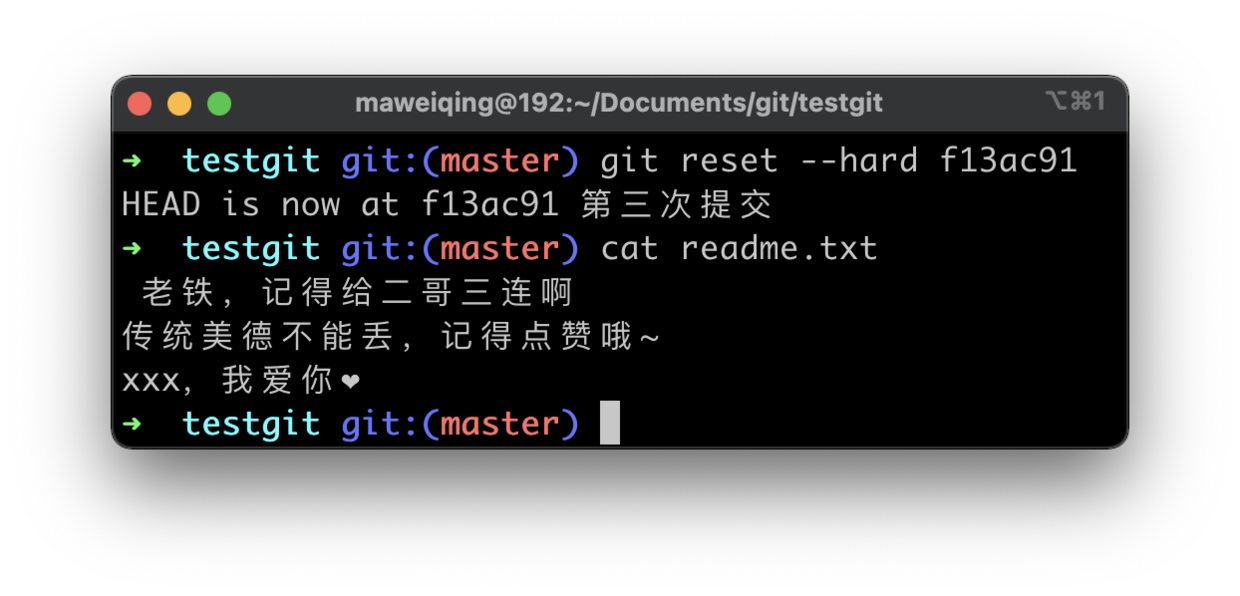 maweiqing@192:~/Documents/git/testgit ⌥⌘1
➜ testgit git:(master) git reset --hard f13ac91
HEAD is now at f13ac91 第三次提交
➜ testgit git:(master) cat readme.txt
老铁，记得给二哥三连啊
传统美德不能丢，记得点赞哦~
xxx，我爱你❤
➜ testgit git:(master)